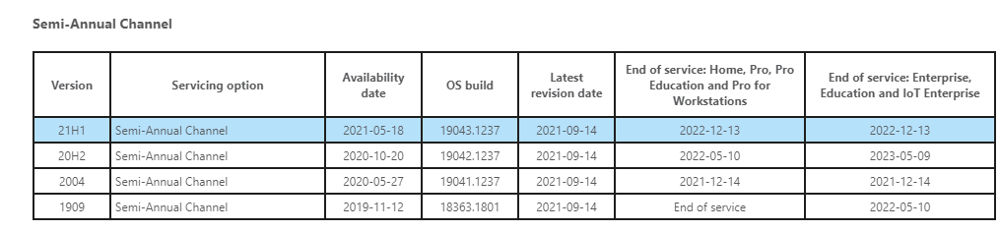 Semi-Annual Channel
Version
Servicing option
Availability
date
OS build
Latest
revision date
End of service: Home, Pro, Pro
Education and Pro for
Workstations
End of service: Enterprise,
Education and IoT Enterprise
21H1 Semi-Annual Channel 2021-05-18 19043.1237 2021-09-14 2022-12-13 2022-12-13
20H2 Semi-Annual Channel 2020-10-20 19042.1237 2021-09-14 2022-05-10 2023-05-09
2004 Semi-Annual Channel 2020-05-27 19041.1237 2021-09-14 2021-12-14 2021-12-14
1909 Semi-Annual Channel 2019-11-12 18363.1801 2021-09-14 End of service 2022-05-10